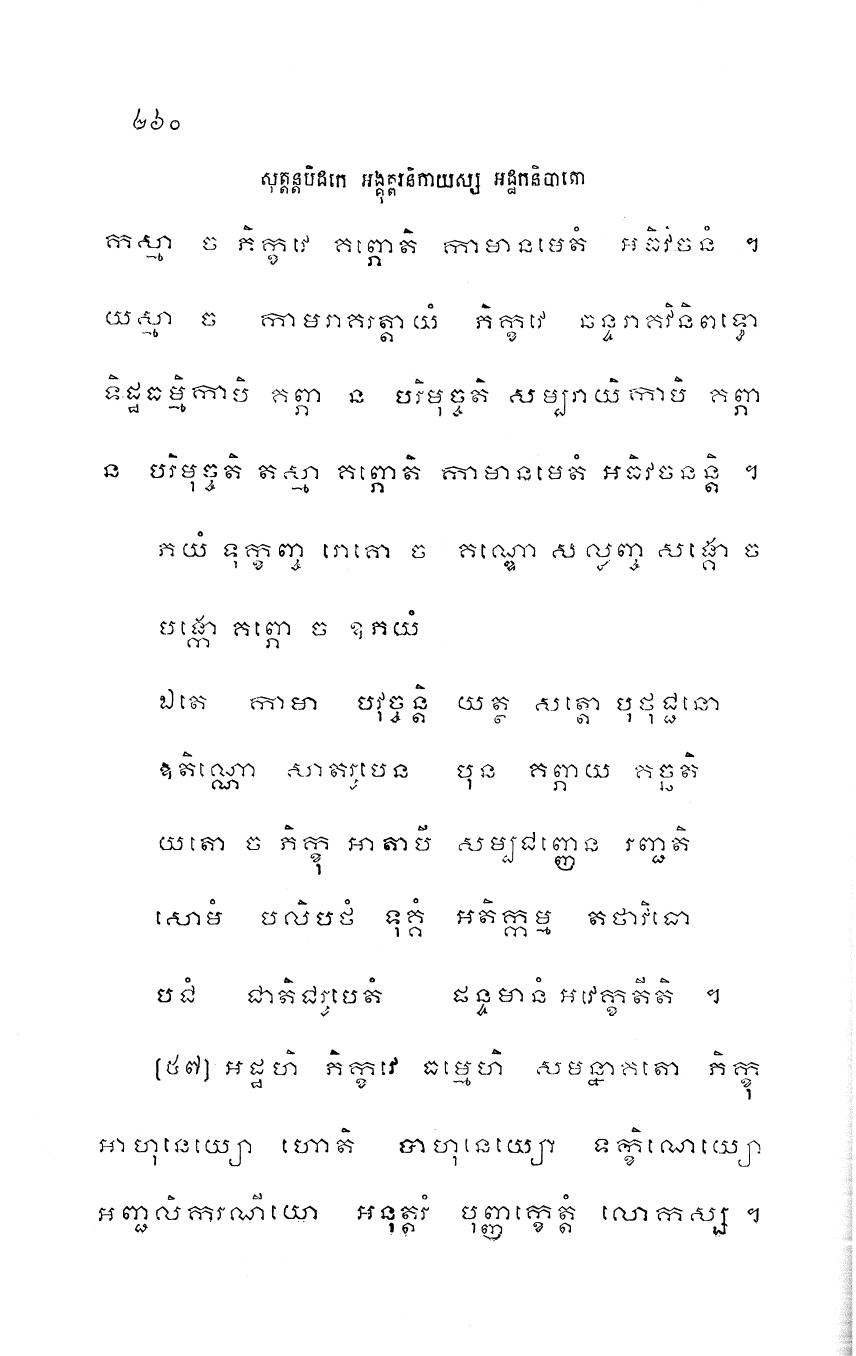 ២៦០
សុត្តន្តបិដកេ អង្គុត្តរនិកាយស្ស អដ្ឋកនិបាតោ
កស្មា ច ភិក្ខវេ គព្ភោតិ កាមានមេតំ អធិវចនំ ។
យស្មា ច កាមរាគរត្តាយំ ភិក្ខវេ ឆន្ទរាគវិនិពទ្ធោ
ទិដ្ឋធម្មិកាបិ គព្ភា ន បរិមុច្ចតិ សម្បរាយិកាបិ គព្ភា
ន បរិមុច្ចតិ តស្មា គព្ភោតិ កាមានមេតំ អធិវចនន្តិ ។
ភយំ ទុក្ខញ្ច រោគោ ច គណ្ឌោ សល្លញ្ច សង្គោ ច
បង្កោ គព្ភោ ច ឧភយំ
ឯតេ កាមា បវុច្ចន្តិ យត្ថ សត្តោ បុថុជ្ជនោ
ឧតិណ្ណោ សាតរូបេន បុន គព្ភាយ គច្ឆតិ
យតោ ច ភិក្ខុ អាតាបី សម្បជញ្ញេន រញ្ជតិ
សោមំ បលិបថំ ទុគ្គំ អតិក្កម្ម តថាវិធោ
បជំ ជាតិជរូបេតំ ផន្ទមានំ អវេក្ខតីតិ ។
[៥៧] អដ្ឋហិ ភិក្ខវេ ធម្មេហិ សមន្នាគតោ ភិក្ខុ
អាហុនេយ្យោ ហោតិ បាហុនេយ្យោ ទក្ខិណេយ្យោ
អញ្ជលិករណីយោ អនុត្តរំ បុញ្ញក្ខេត្តំ លោកស្ស ។